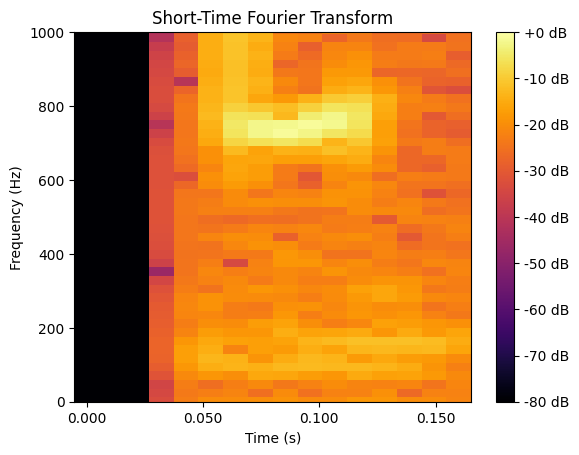 Short-Time Fourier Transform
Frequency (Hz)
1000
800
600
400
200
0
0.000
0.050
0.100
0.150
Time (s)
+0 dB
-10 dB
-20 dB
-30 dB
-40 dB
-50 dB
-60 dB
-70 dB
-80 dB